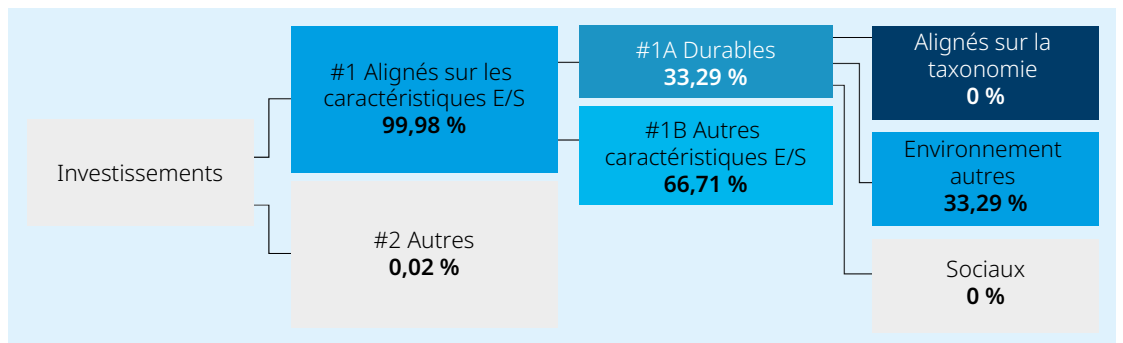 Investissements
#1 Alignés sur les
caractéristiques E/S
99,98 %
#2 Autres
0,02 %
#1A Durables
33,29 %
#1B Autres
caractéristiques E/S
66,71 %
Alignés sur la
taxonomie
0 %
Environnement
autres
33,29 %
Sociaux
0 %